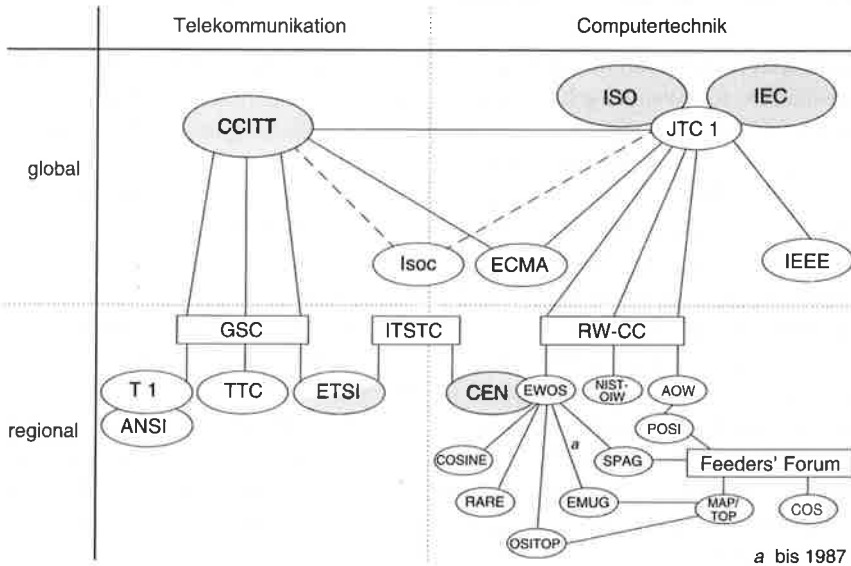 Telekommunikation
Computertechnik
global
CCITT
ISO
IEC
JTC 1
Isoc
ECMA
IEEE
GSC
ITSTC
RW-CC
regional
T 1
ANSI
TTC
ETSI
CEN
EWOS
NIST-
OIW
AOW
POSI
COSINE
a
SPAG
Feeders' Forum
RARE
EMUG
MAP/
TOP
COS
OSITOP
a bis 1987